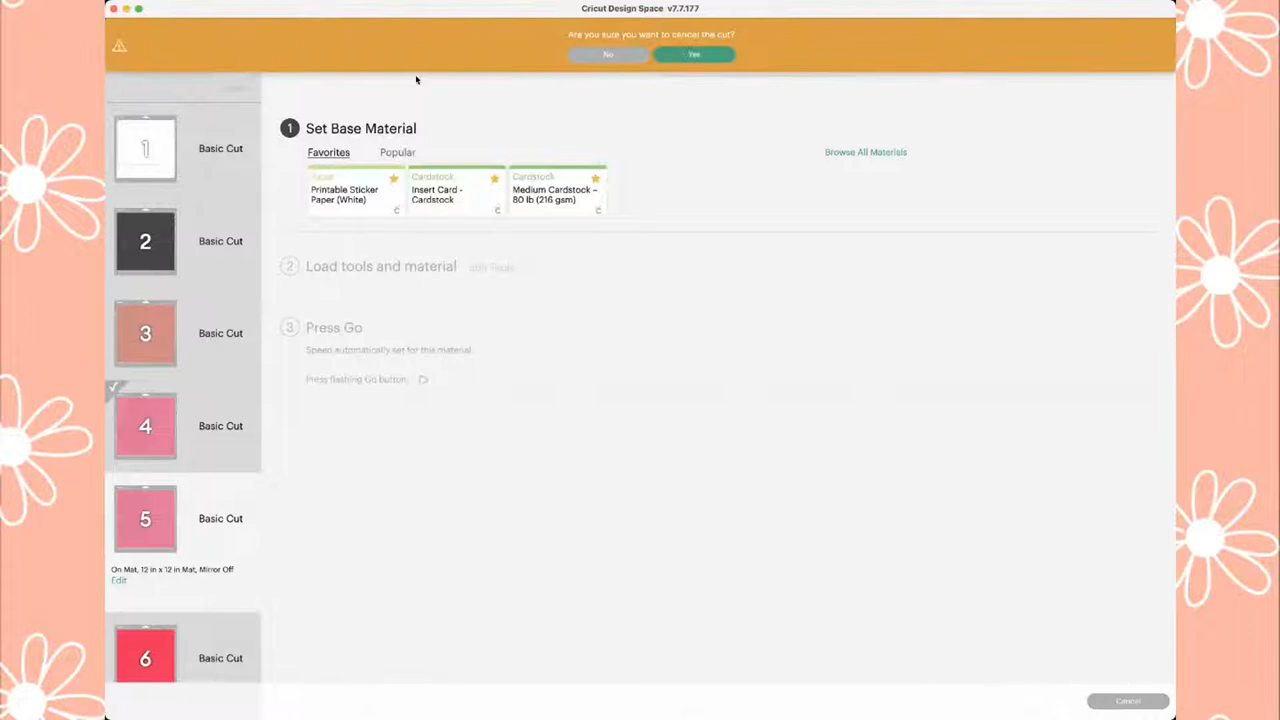 Cricut Design Space v7.7.177
Are you sure you want to cancel the cut?
No Yes
1 Basic Cut
2 Basic Cut
3 Basic Cut
4 Basic Cut
5 Basic Cut
On Mat, 12 in x 12 in Mat, Mirror Off
Edit
6 Basic Cut
1 Set Base Material
Favorites Popular Browse All Materials
Paper
Printable Sticker
Paper (White)
C
Cardstock
Insert Card -
Cardstock
C
Cardstock
Medium Cardstock –
80 lb (216 gsm)
C
2 Load tools and material Edit Tools
3 Press Go
Speed automatically set for this material.
Press flashing Go button.
Cancel